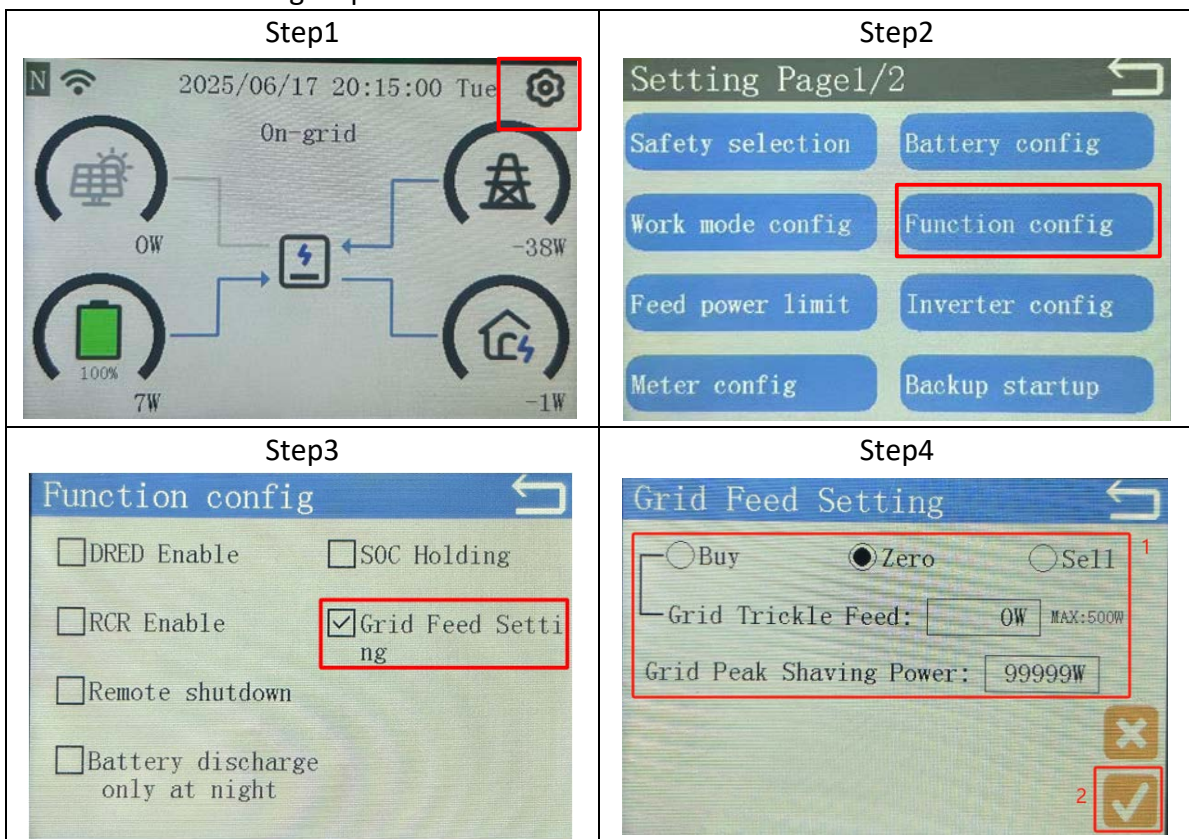 Step1
Step2
N 2025/06/17 20:15:00 Tue
On-grid
0W
-38W
100%
7W
-1W
Setting Page1/2
Safety selection
Battery config
Work mode config
Function config
Feed power limit
Inverter config
Meter config
Backup startup
Step3
Step4
Function config
DRED Enable
SOC Holding
RCR Enable
Grid Feed Setti
ng
Remote shutdown
Battery discharge
only at night
Grid Feed Setting
Buy
Zero
Sell
1
Grid Trickle Feed: 0W MAX:500W
Grid Peak Shaving Power: 99999W
2